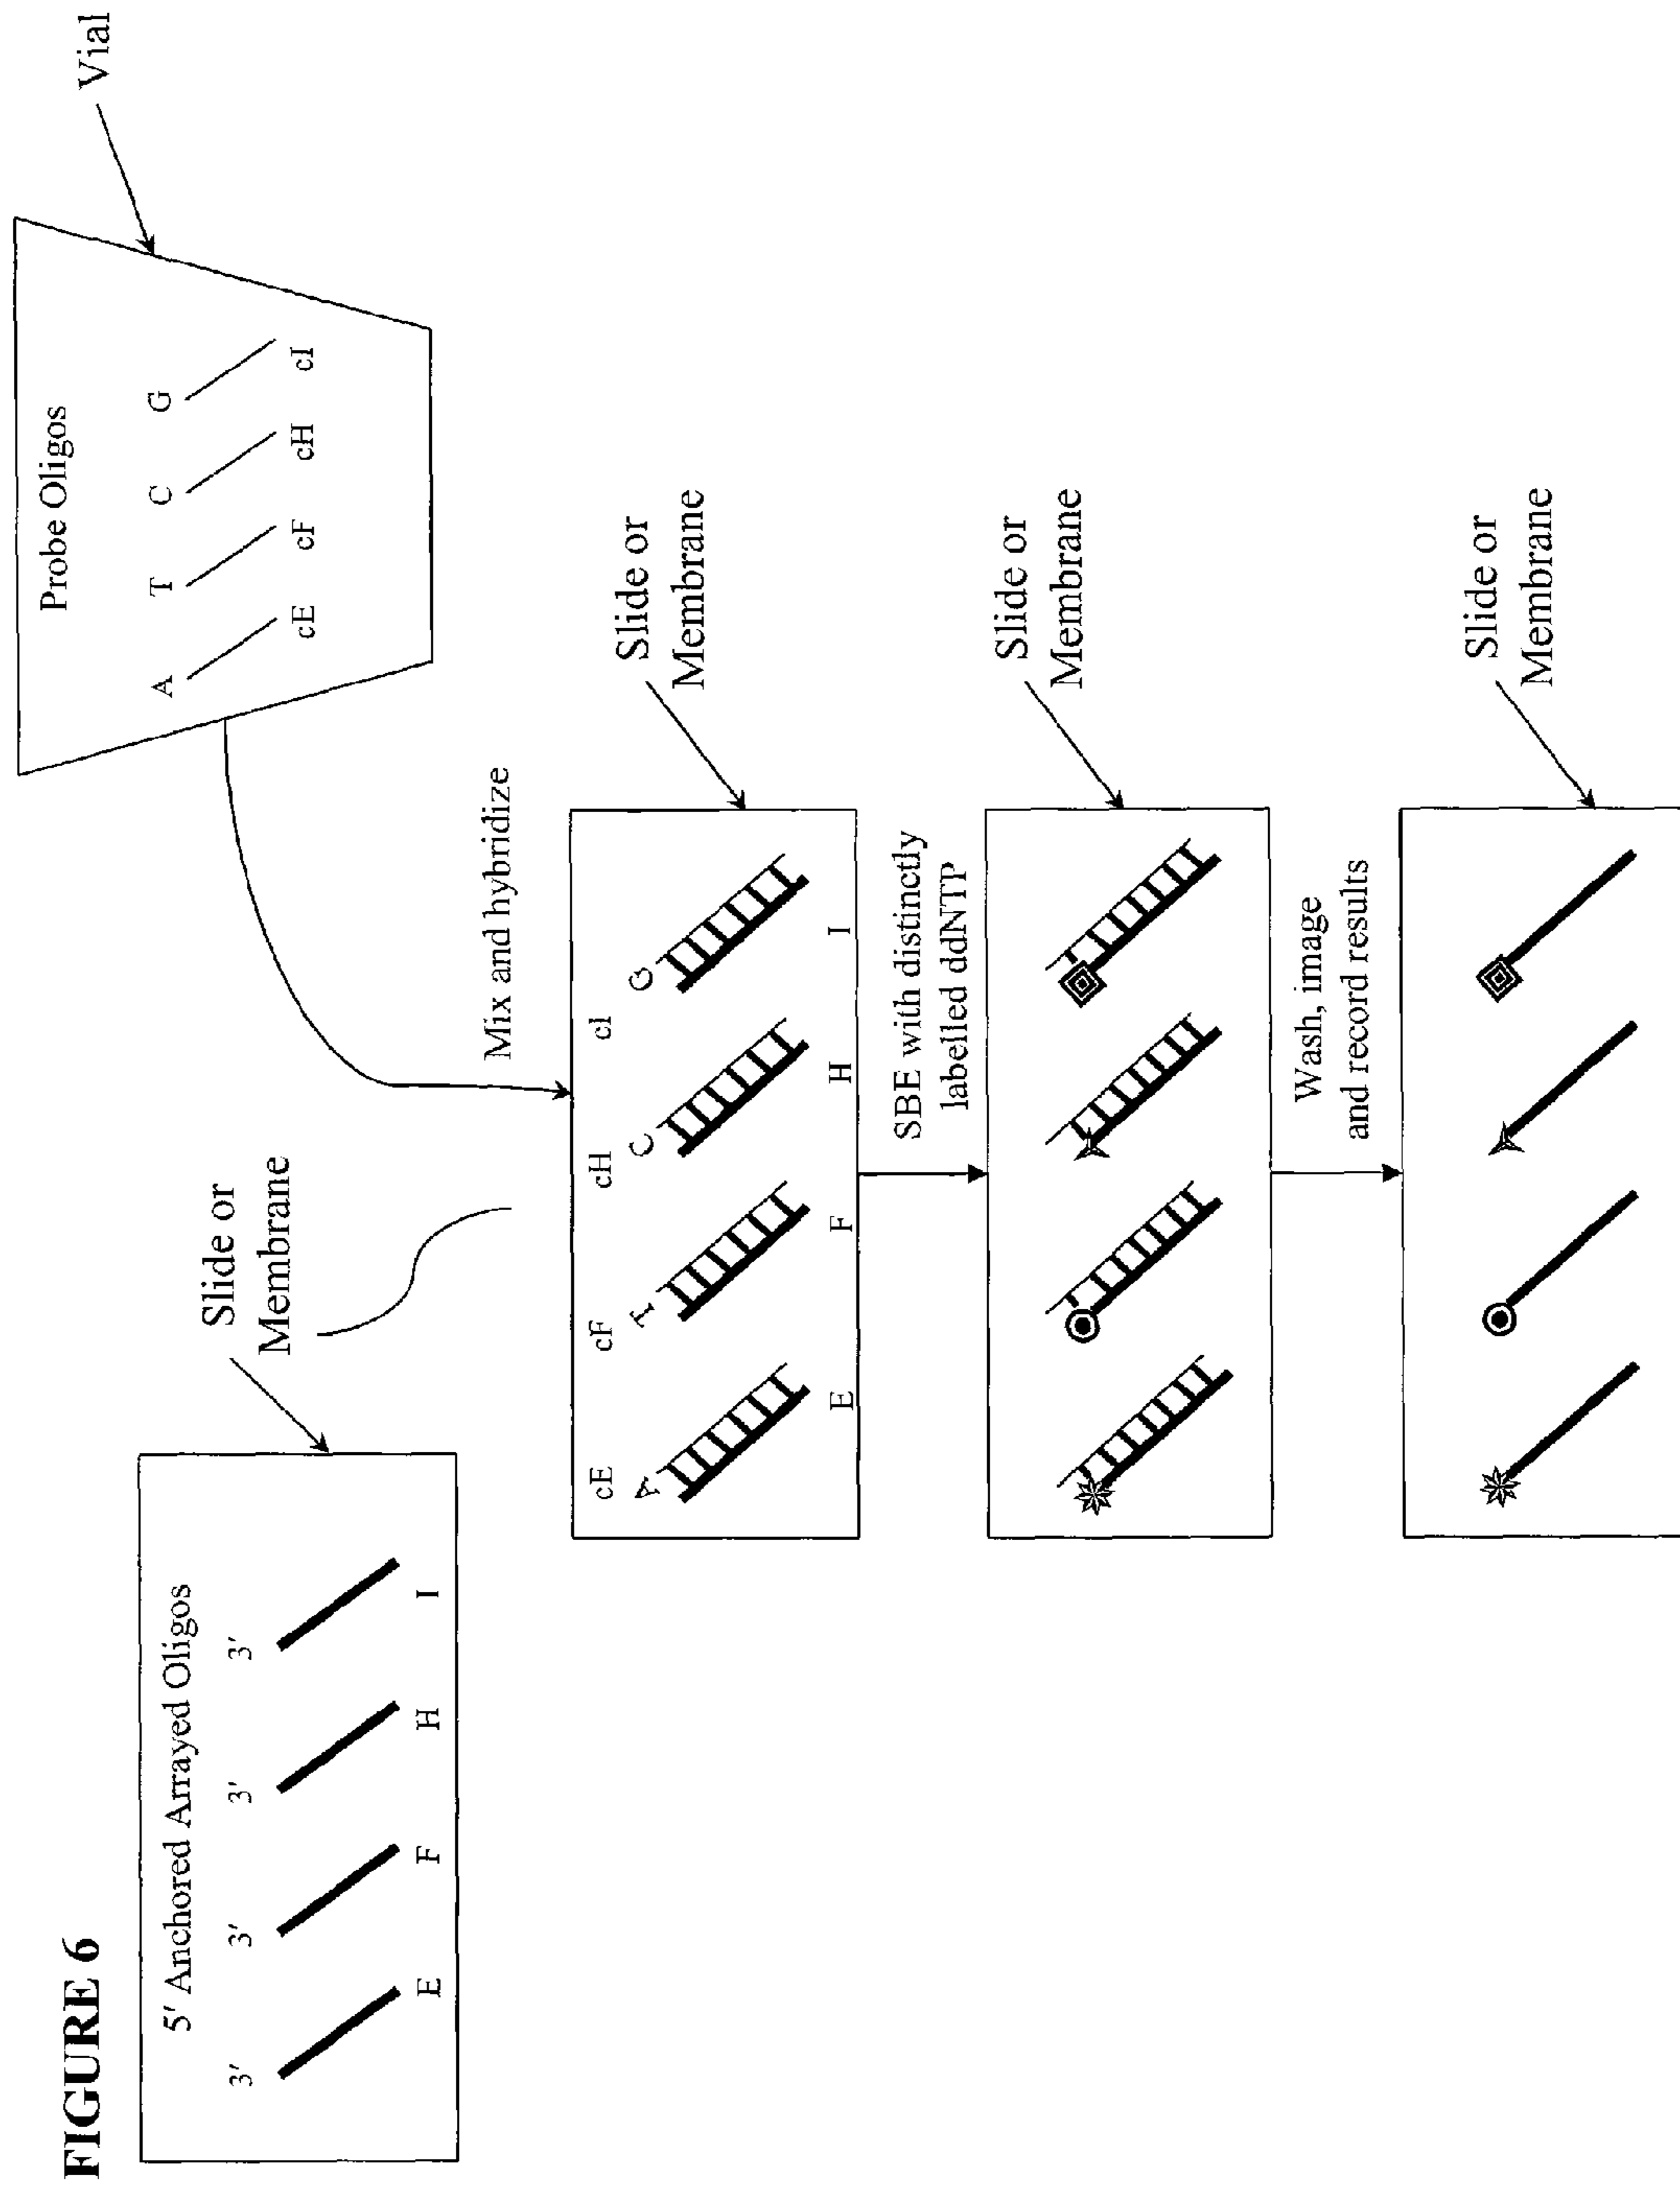 FIGURE 6
5' Anchored Arrayed Oligos
3' 3' 3' 3'
E F H I
Slide or
Membrane
Probe Oligos
A T C G
cE cF cH cI
Vial
Mix and hybridize
cE cF cH cI
A T C G
E F H I
Slide or
Membrane
SBE with distinctly
labelled ddNTP
Slide or
Membrane
Wash, image
and record results
Slide or
Membrane